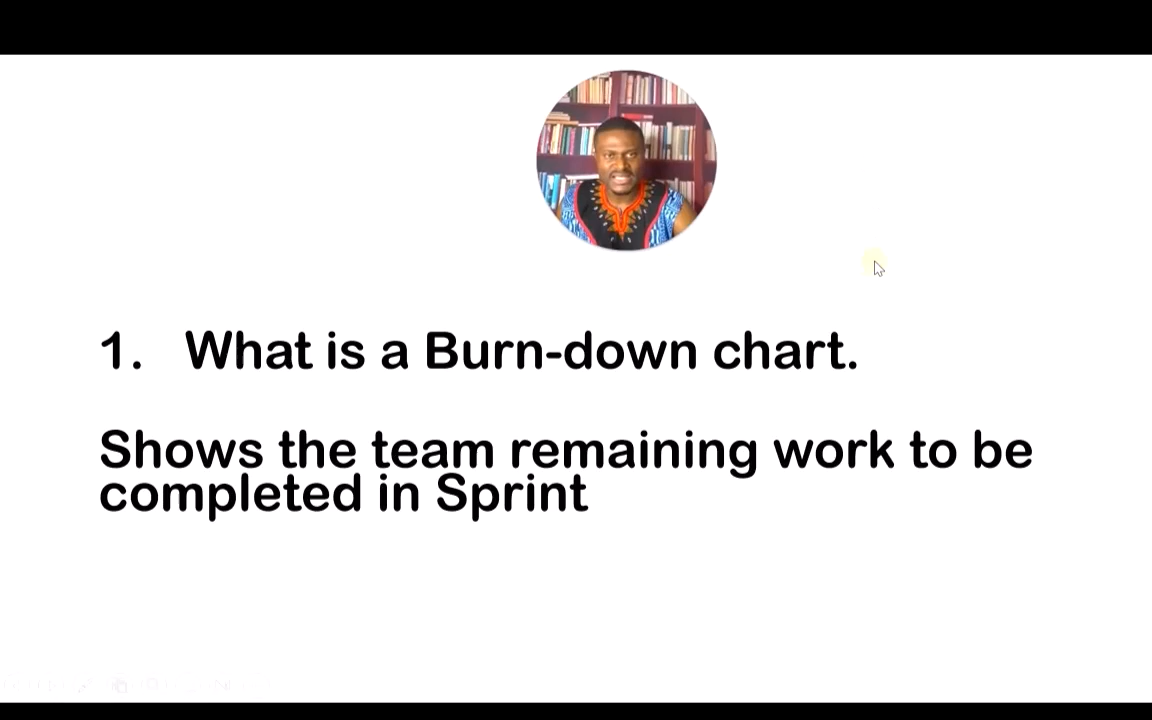 1. What is a Burn-down chart.
Shows the team remaining work to be
completed in Sprint